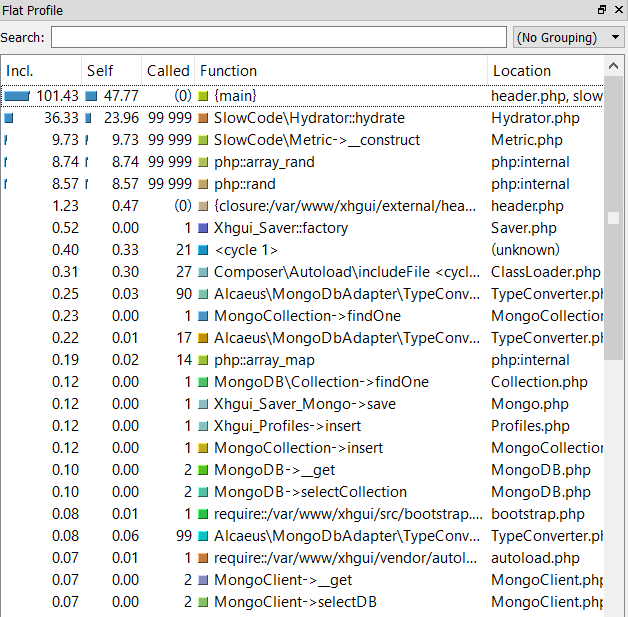 Flat Profile
Search: (No Grouping)
Incl. Self Called Function Location
101.43 47.77 (0) {main} header.php, slow
36.33 23.96 99 999 SlowCode\Hydrator::hydrate Hydrator.php
9.73 9.73 99 999 SlowCode\Metric->__construct Metric.php
8.74 8.74 99 999 php::array_rand php:internal
8.57 8.57 99 999 php::rand php:internal
1.23 0.47 (0) {closure:/var/www/xhgui/external/hea... header.php
0.52 0.00 1 Xhgui_Saver::factory Saver.php
0.40 0.33 21 <cycle 1> (unknown)
0.31 0.30 27 Composer\Autoload\includeFile <cycl... ClassLoader.php
0.25 0.03 90 Alcaeus\MongoDbAdapter\TypeConv... TypeConverter.ph
0.23 0.00 1 MongoCollection->findOne MongoCollection
0.22 0.01 17 Alcaeus\MongoDbAdapter\TypeConv... TypeConverter.ph
0.19 0.02 14 php::array_map php:internal
0.12 0.00 1 MongoDB\Collection->findOne Collection.php
0.12 0.00 1 Xhgui_Saver_Mongo->save Mongo.php
0.12 0.00 1 Xhgui_Profiles->insert Profiles.php
0.12 0.00 1 MongoCollection->insert MongoCollection
0.10 0.00 2 MongoDB->__get MongoDB.php
0.10 0.00 2 MongoDB->selectCollection MongoDB.php
0.08 0.01 1 require::/var/www/xhgui/src/bootstrap.... bootstrap.php
0.08 0.06 99 Alcaeus\MongoDbAdapter\TypeConv... TypeConverter.ph
0.07 0.01 1 require::/var/www/xhgui/vendor/autol... autoload.php
0.07 0.00 2 MongoClient->__get MongoClient.php
0.07 0.00 2 MongoClient->selectDB MongoClient.php